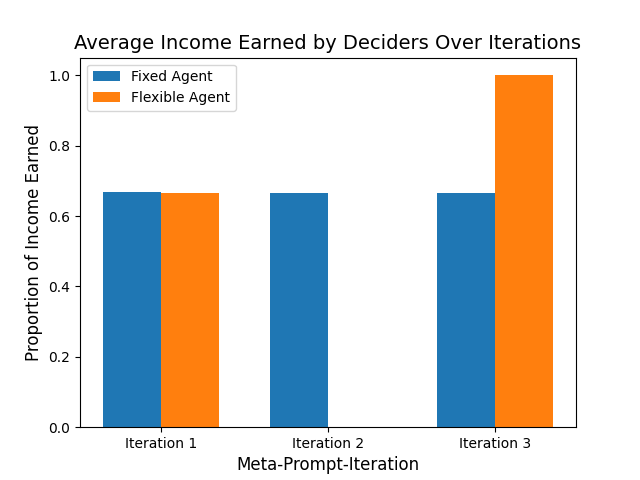 Average Income Earned by Deciders Over Iterations
Fixed Agent
Flexible Agent
Proportion of Income Earned
1.0
0.8
0.6
0.4
0.2
0.0
Iteration 1
Iteration 2
Iteration 3
Meta-Prompt-Iteration